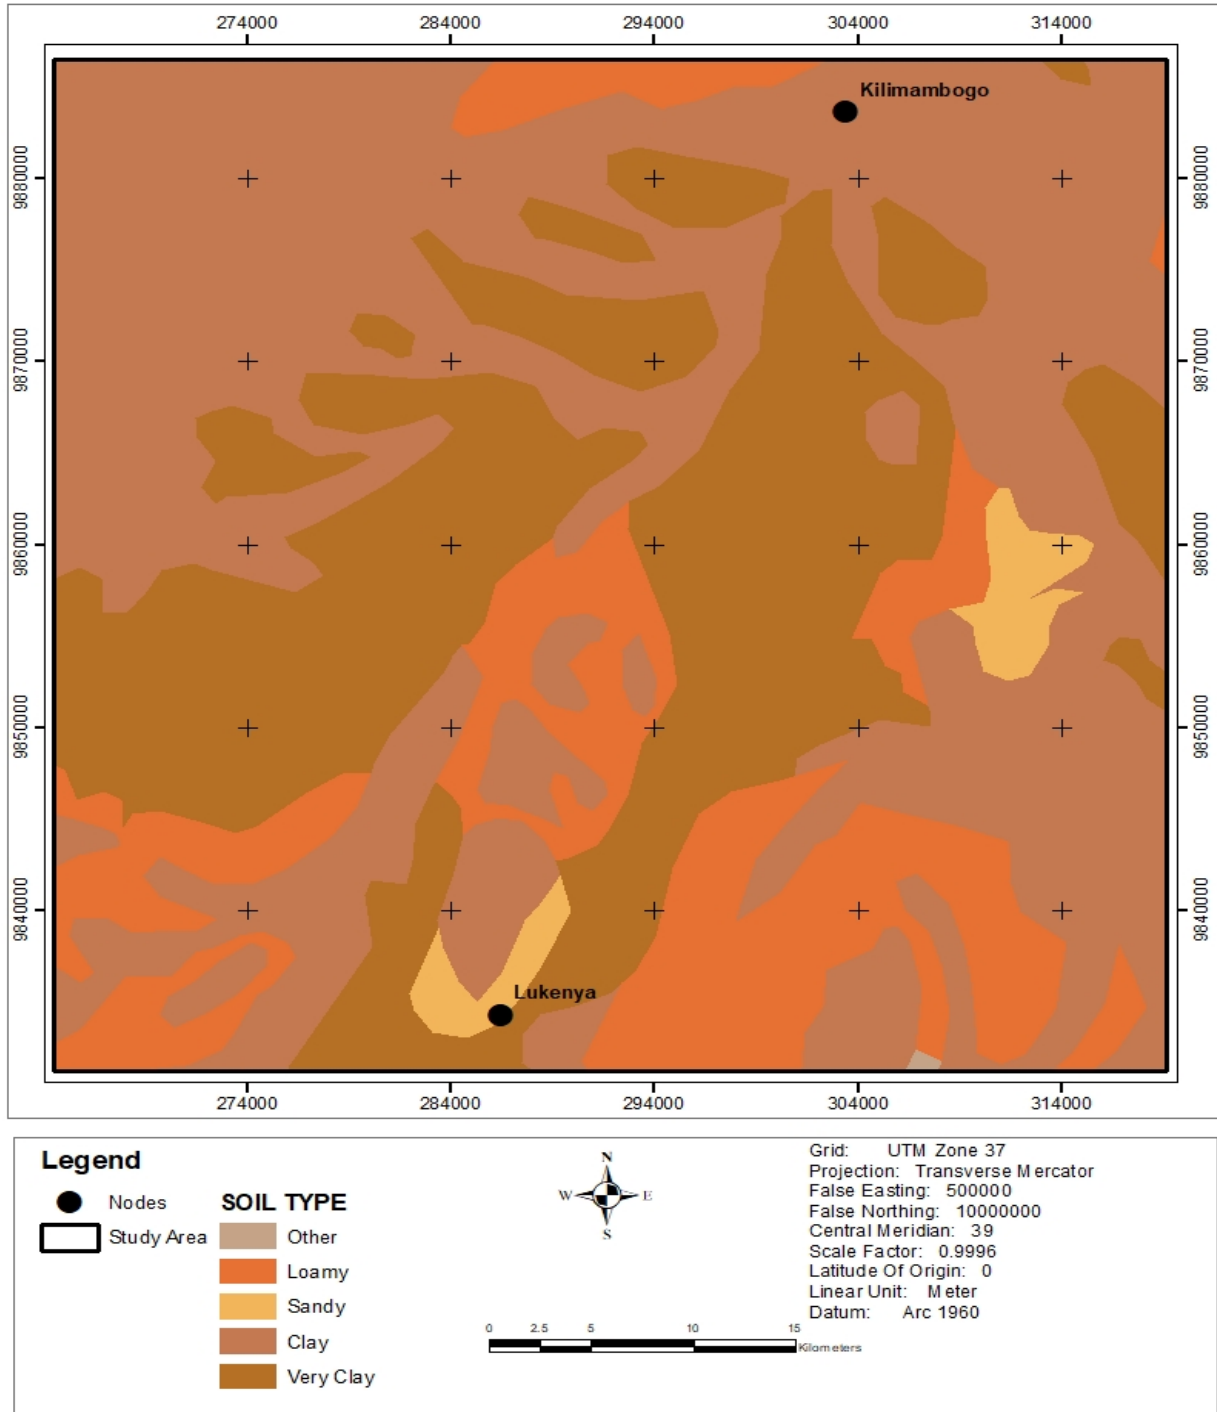 274000 284000 294000 304000 314000
Kilimambogo
9880000 9880000
9870000 9870000
9860000 9860000
9850000 9850000
9840000 9840000
Lukenya
274000 284000 294000 304000 314000
Legend
Nodes
Study Area
SOIL TYPE
Other
Loamy
Sandy
Clay
Very Clay
N
W E
S
0 2.5 5 10 15
Kilometers
Grid: UTM Zone 37
Projection: Transverse Mercator
False Easting: 500000
False Northing: 10000000
Central Meridian: 39
Scale Factor: 0.9996
Latitude Of Origin: 0
Linear Unit: Meter
Datum: Arc 1960